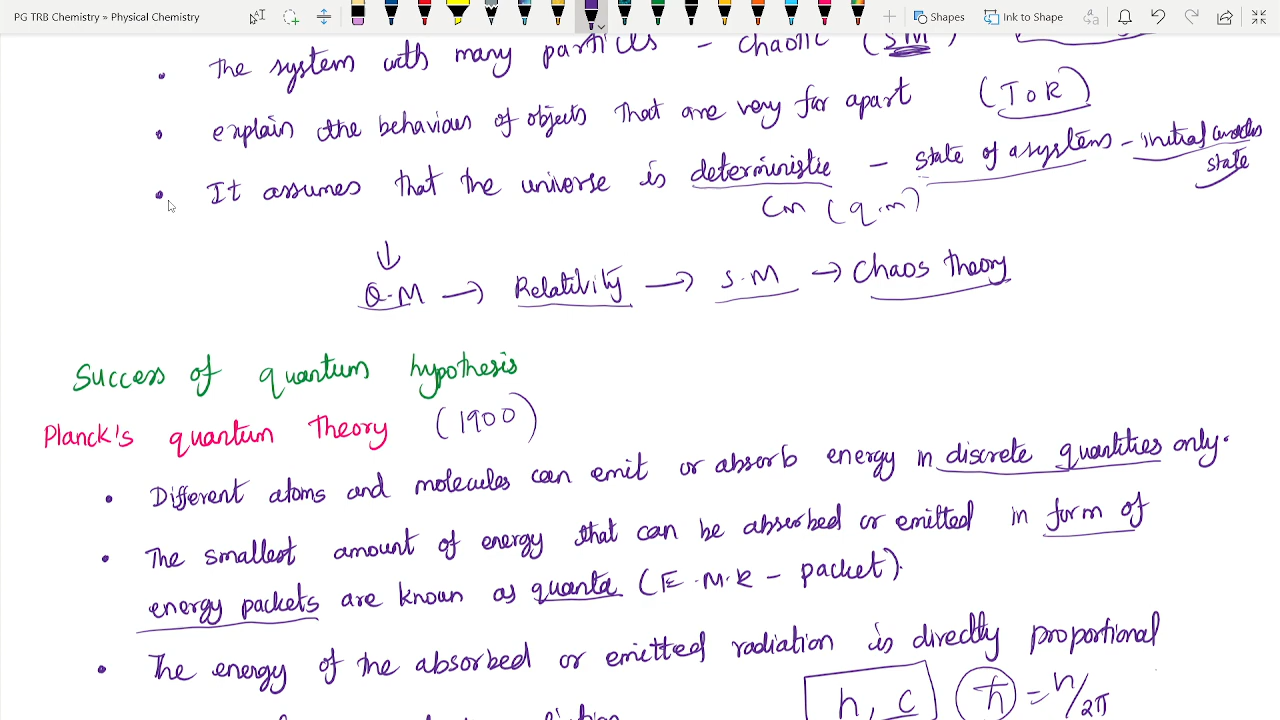 PG TRB Chemistry » Physical Chemistry
Shapes
Ink to Shape
• The system with many particles - chaotic (SM)
• explain the behaviour of objects that are very far apart (T o R)
• It assumes that the universe is deterministic - state of a system - initial
state
Cm (q.m)
Q.M → Relativity → S.M → Chaos theory
Success of quantum hypothesis
Planck's quantum Theory (1900)
• Different atoms and molecules can emit or absorb energy in discrete quantities only.
• The smallest amount of energy that can be absorbed or emitted in form of
energy packets are known as quanta (E.M.R - packet).
• The energy of the absorbed or emitted radiation is directly proportional
h, c ħ = h/2π